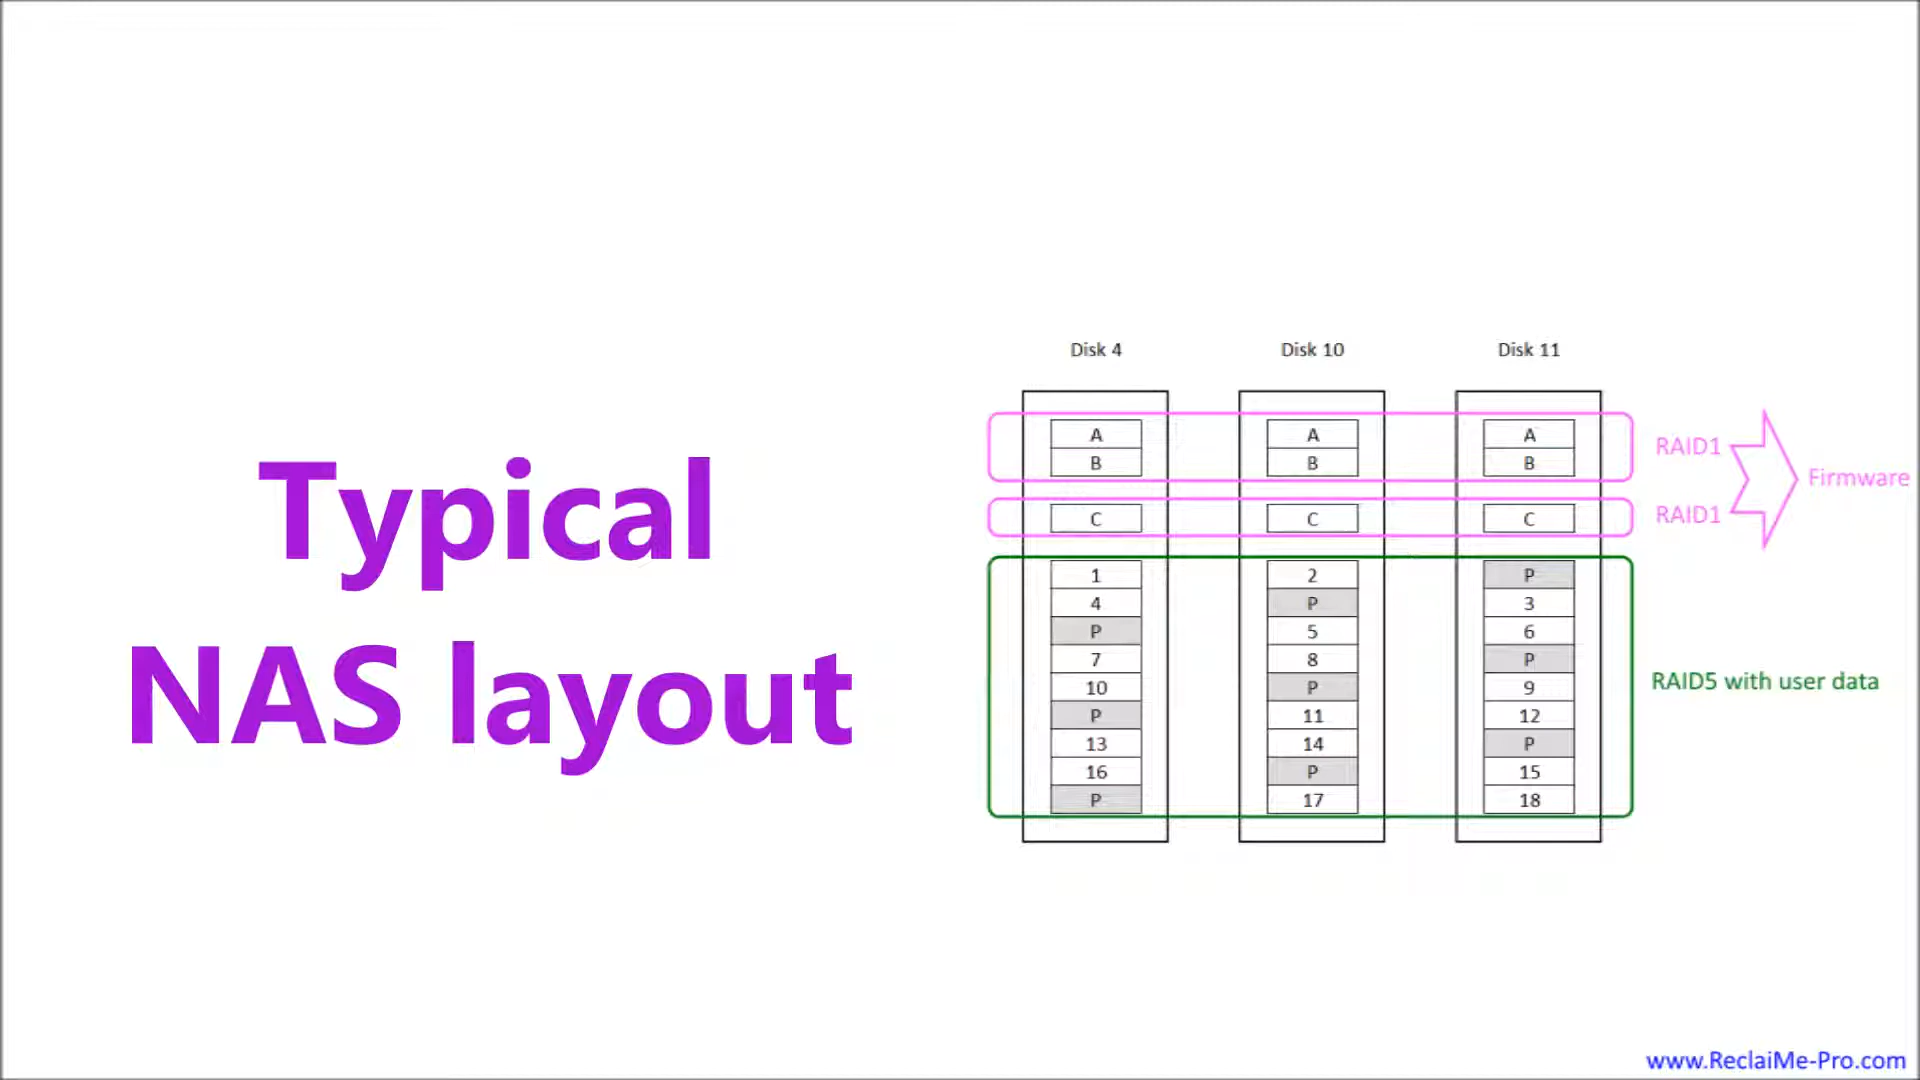 Typical
NAS layout
Disk 4 Disk 10 Disk 11
A A A
B B B
RAID1
C C C
RAID1
Firmware
1 2 P
4 P 3
P 5 6
7 8 P
10 P 9
P 11 12
13 14 P
16 P 15
P 17 18
RAID5 with user data
www.ReclaiMe-Pro.com